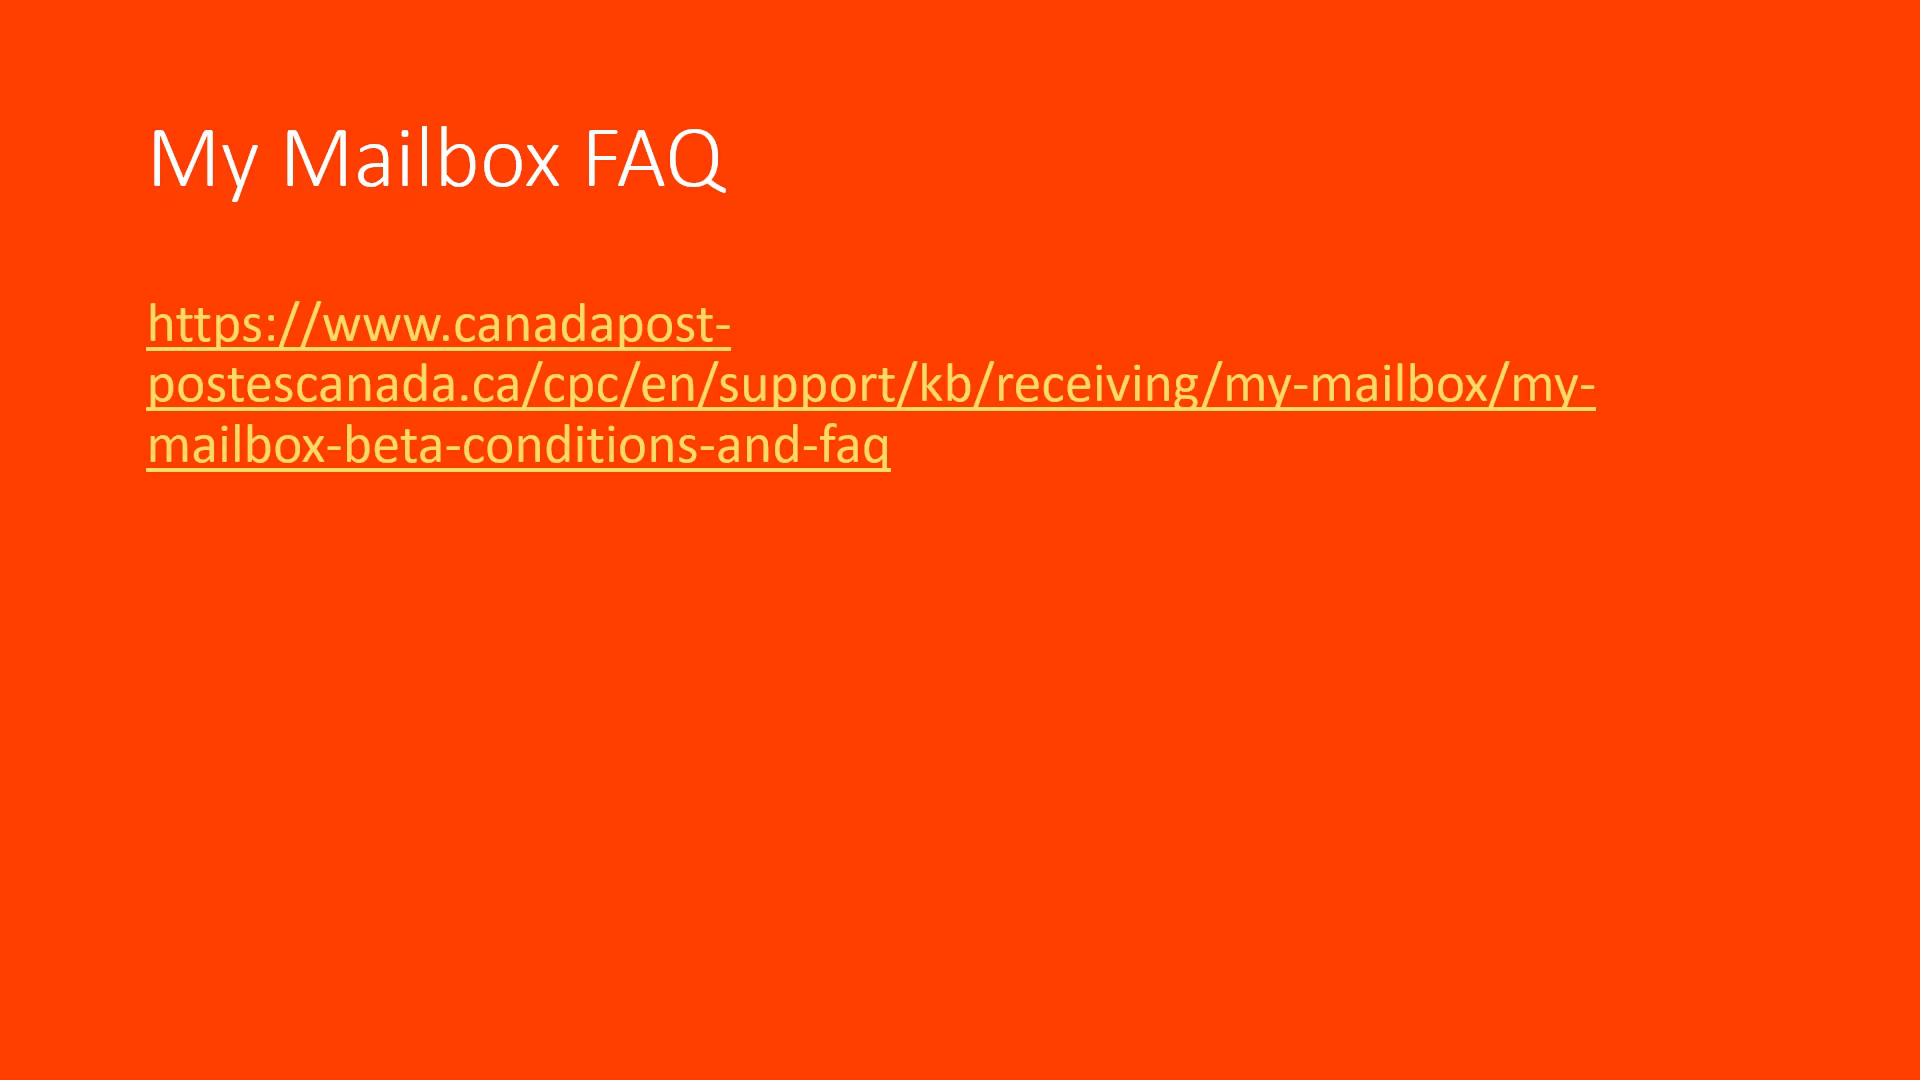 My Mailbox FAQ
https://www.canadapost-
postescanada.ca/cpc/en/support/kb/receiving/my-mailbox/my-
mailbox-beta-conditions-and-faq